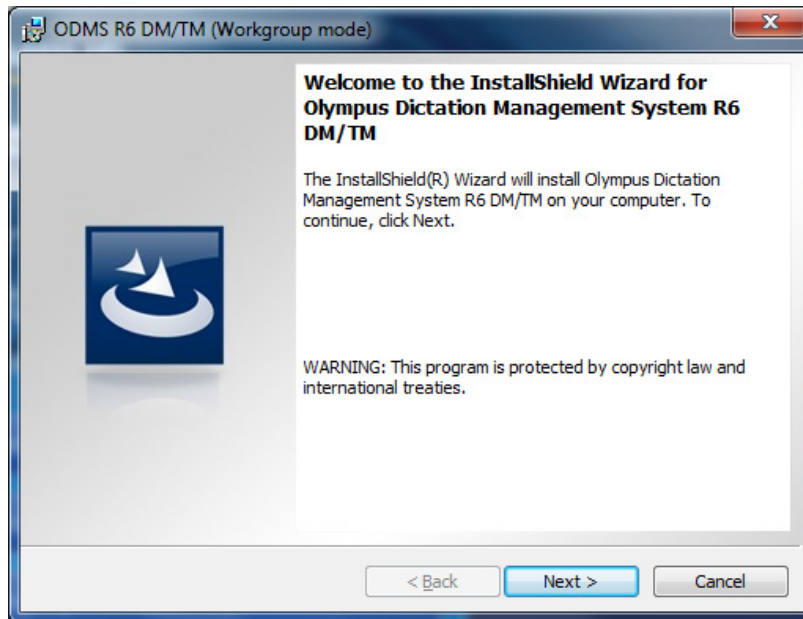 ODMS R6 DM/TM (Workgroup mode)
Welcome to the InstallShield Wizard for
Olympus Dictation Management System R6
DM/TM
The InstallShield(R) Wizard will install Olympus Dictation
Management System R6 DM/TM on your computer. To
continue, click Next.
WARNING: This program is protected by copyright law and
international treaties.
< Back Next > Cancel